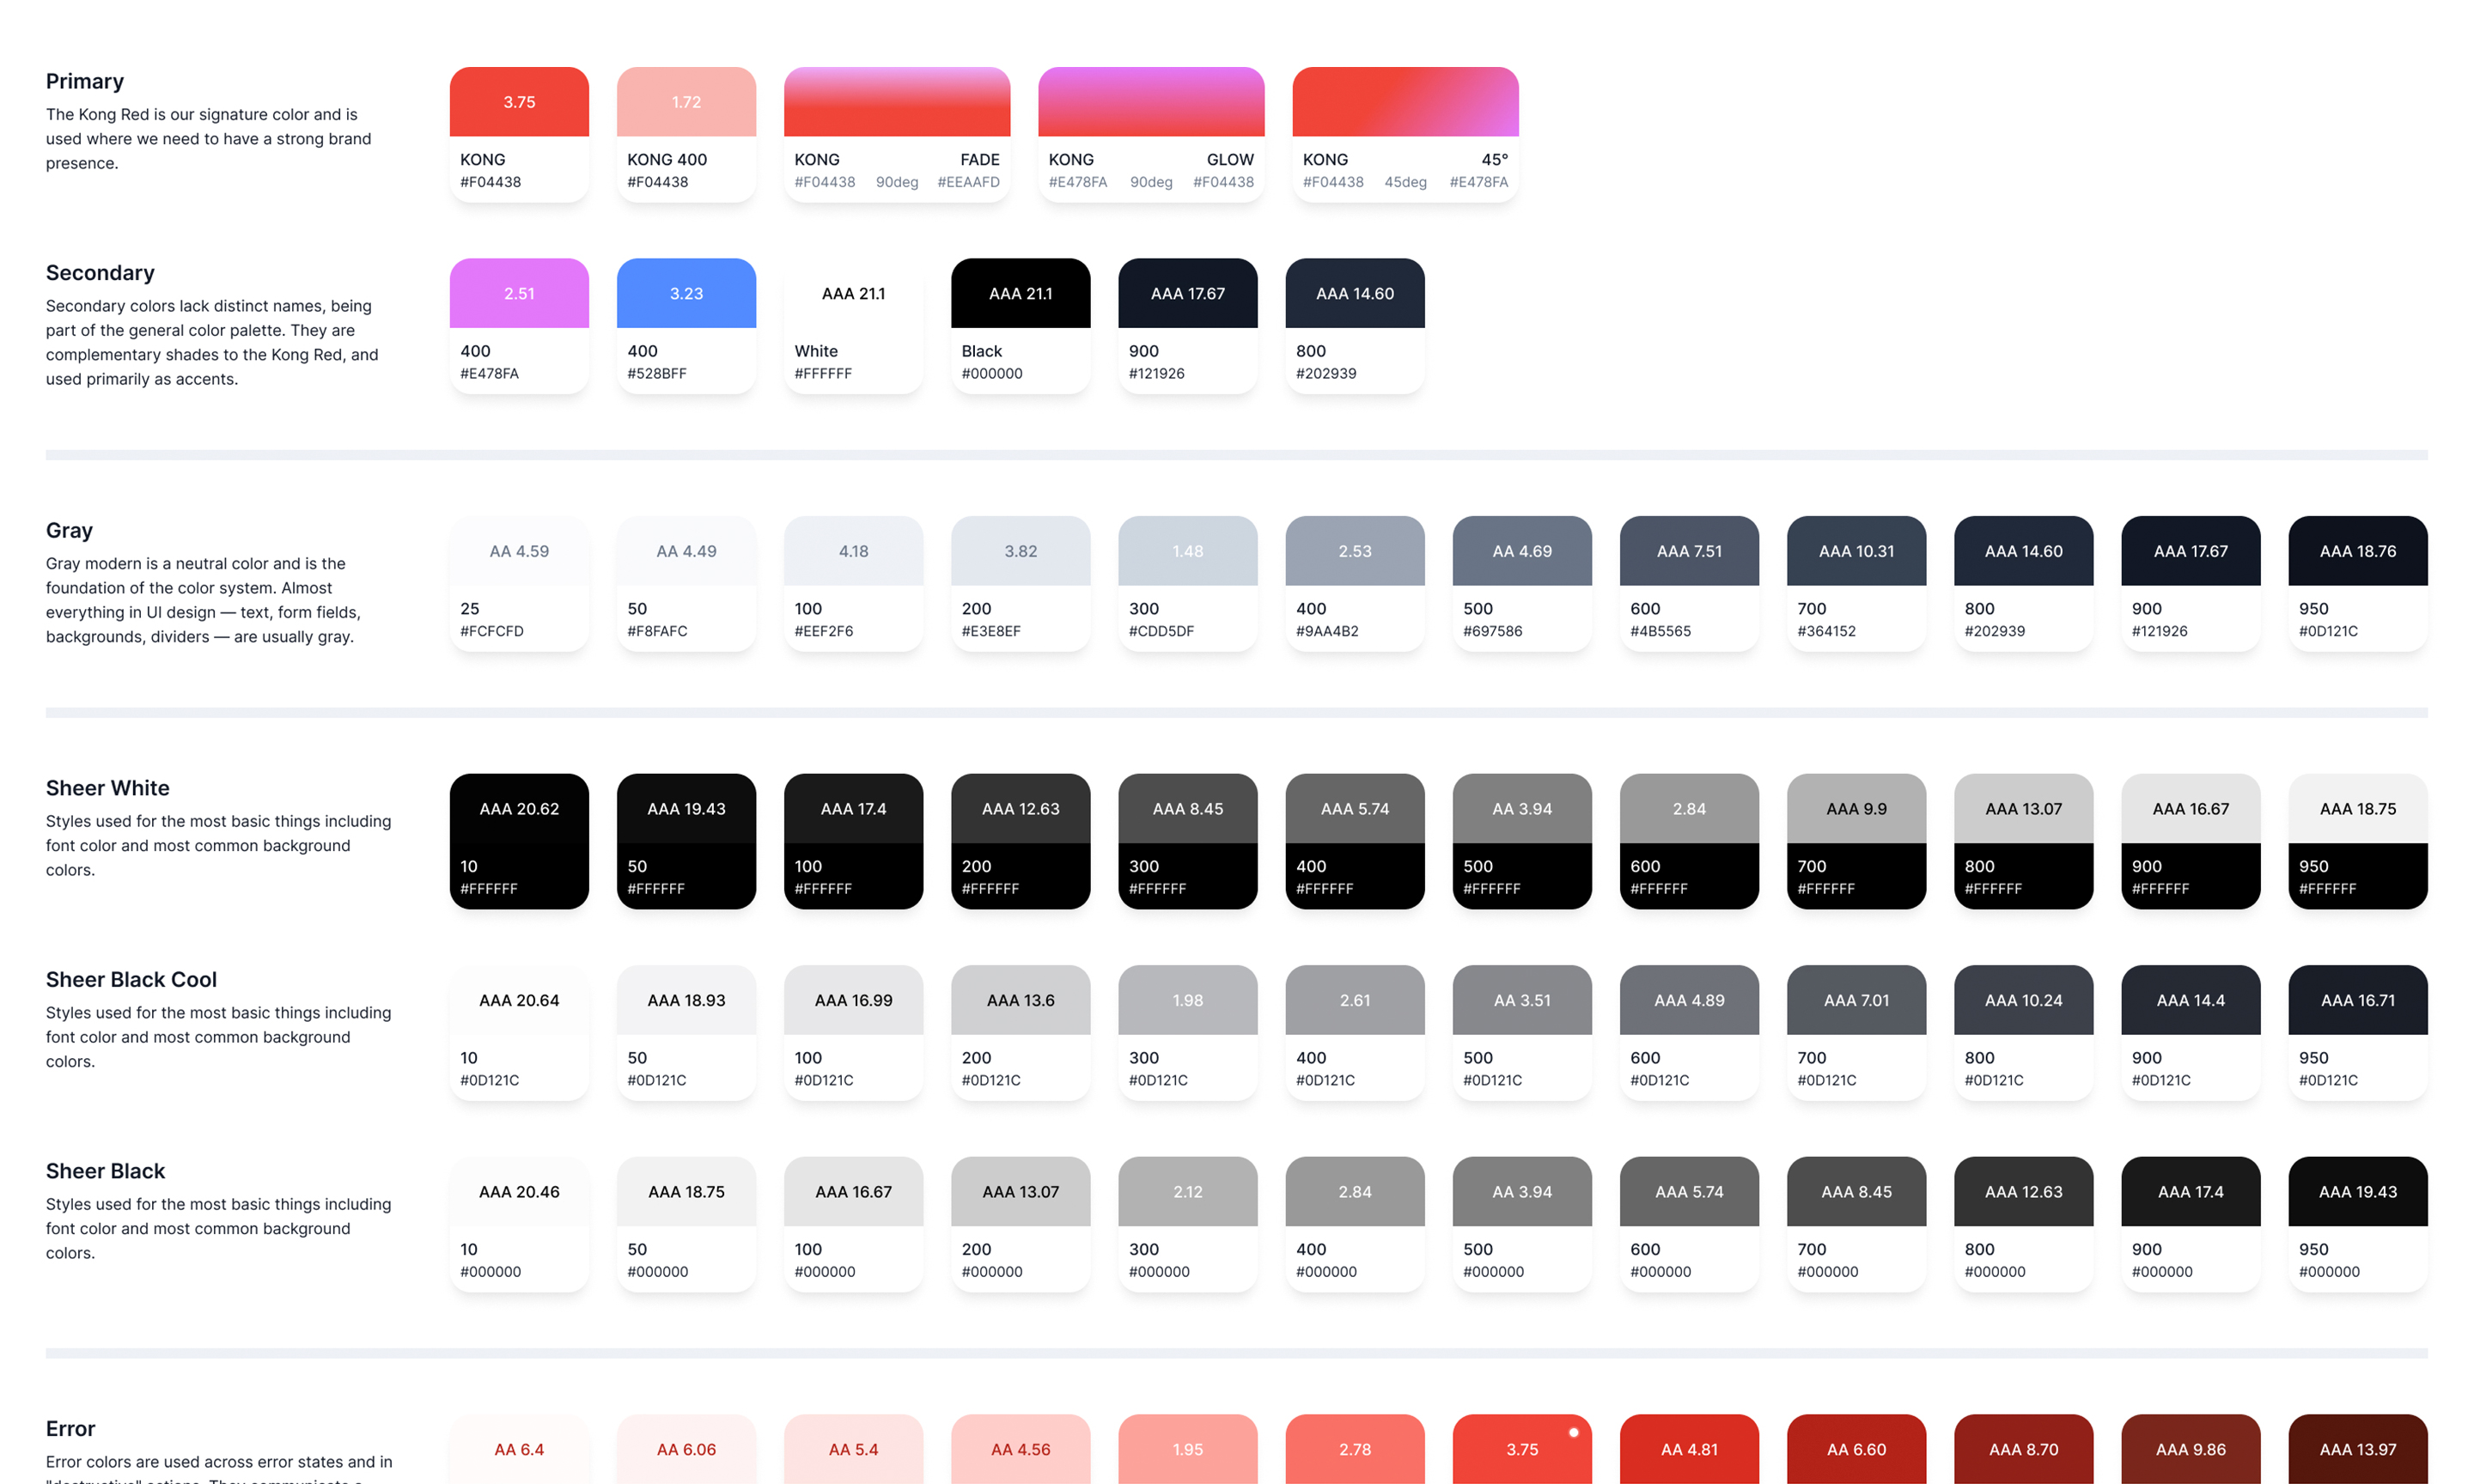 Primary
The Kong Red is our signature color and is
used where we need to have a strong brand
presence.
3.75
KONG
#F04438
1.72
KONG 400
#F04438
KONG FADE
#F04438 90deg #EEAAFD
KONG GLOW
#E478FA 90deg #F04438
KONG 45°
#F04438 45deg #E478FA
Secondary
Secondary colors lack distinct names, being
part of the general color palette. They are
complementary shades to the Kong Red, and
used primarily as accents.
2.51
400
#E478FA
3.23
400
#528BFF
AAA 21.1
White
#FFFFFF
AAA 21.1
Black
#000000
AAA 17.67
900
#121926
AAA 14.60
800
#202939
Gray
Gray modern is a neutral color and is the
foundation of the color system. Almost
everything in UI design — text, form fields,
backgrounds, dividers — are usually gray.
AA 4.59
25
#FCFCFD
AA 4.49
50
#F8FAFC
4.18
100
#EEF2F6
3.82
200
#E3E8EF
1.48
300
#CDD5DF
2.53
400
#9AA4B2
AA 4.69
500
#697586
AAA 7.51
600
#4B5565
AAA 10.31
700
#364152
AAA 14.60
800
#202939
AAA 17.67
900
#121926
AAA 18.76
950
#0D121C
Sheer White
Styles used for the most basic things including
font color and most common background
colors.
AAA 20.62
10
#FFFFFF
AAA 19.43
50
#FFFFFF
AAA 17.4
100
#FFFFFF
AAA 12.63
200
#FFFFFF
AAA 8.45
300
#FFFFFF
AAA 5.74
400
#FFFFFF
AA 3.94
500
#FFFFFF
2.84
600
#FFFFFF
AAA 9.9
700
#FFFFFF
AAA 13.07
800
#FFFFFF
AAA 16.67
900
#FFFFFF
AAA 18.75
950
#FFFFFF
Sheer Black Cool
Styles used for the most basic things including
font color and most common background
colors.
AAA 20.64
10
#0D121C
AAA 18.93
50
#0D121C
AAA 16.99
100
#0D121C
AAA 13.6
200
#0D121C
1.98
300
#0D121C
2.61
400
#0D121C
AA 3.51
500
#0D121C
AAA 4.89
600
#0D121C
AAA 7.01
700
#0D121C
AAA 10.24
800
#0D121C
AAA 14.4
900
#0D121C
AAA 16.71
950
#0D121C
Sheer Black
Styles used for the most basic things including
font color and most common background
colors.
AAA 20.46
10
#000000
AAA 18.75
50
#000000
AAA 16.67
100
#000000
AAA 13.07
200
#000000
2.12
300
#000000
2.84
400
#000000
AA 3.94
500
#000000
AAA 5.74
600
#000000
AAA 8.45
700
#000000
AAA 12.63
800
#000000
AAA 17.4
900
#000000
AAA 19.43
950
#000000
Error
Error colors are used across error states and in
AA 6.4
AA 6.06
AA 5.4
AA 4.56
1.95
2.78
3.75
AA 4.81
AA 6.60
AAA 8.70
AAA 9.86
AAA 13.97